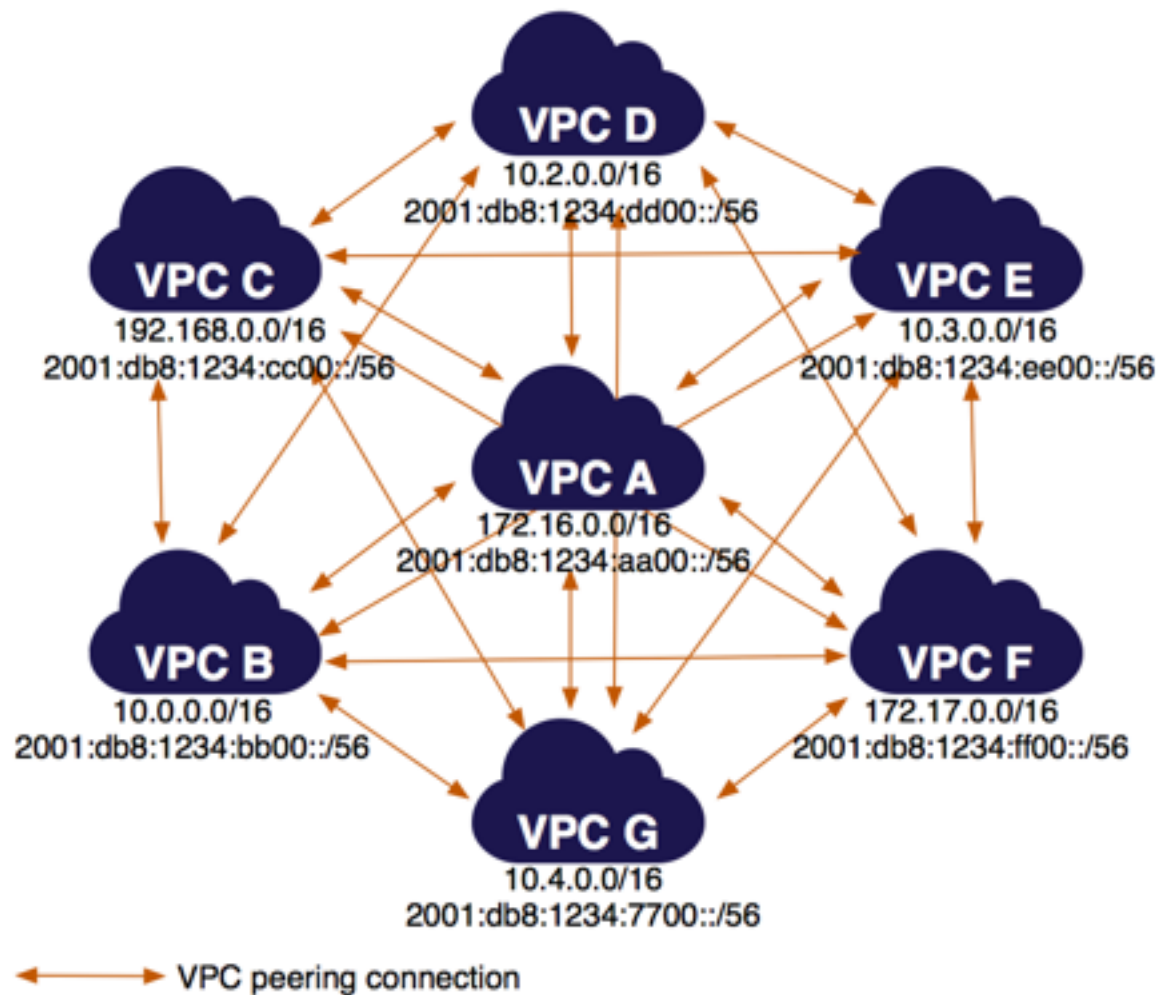 VPC D
10.2.0.0/16
2001:db8:1234:dd00::/56
VPC C
192.168.0.0/16
2001:db8:1234:cc00::/56
VPC E
10.3.0.0/16
2001:db8:1234:ee00::/56
VPC A
172.16.0.0/16
2001:db8:1234:aa00::/56
VPC B
10.0.0.0/16
2001:db8:1234:bb00::/56
VPC F
172.17.0.0/16
2001:db8:1234:ff00::/56
VPC G
10.4.0.0/16
2001:db8:1234:7700::/56
VPC peering connection